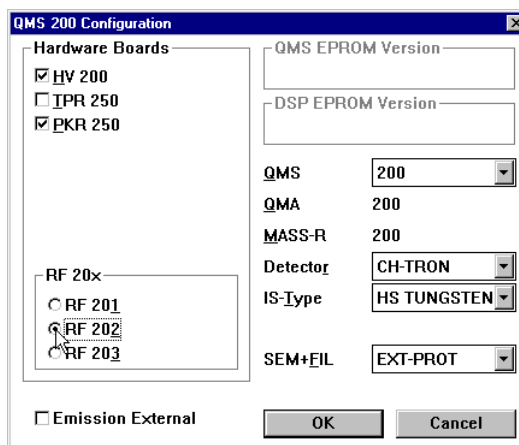 QMS 200 Configuration
Hardware Boards
HV 200
TPR 250
PKR 250
RF 20x
RF 201
RF 202
RF 203
Emission External
QMS EPROM Version
DSP EPROM Version
QMS 200
QMA 200
MASS-R 200
Detector CH-TRON
IS-Type HS TUNGSTEN
SEM+FIL EXT-PROT
OK Cancel